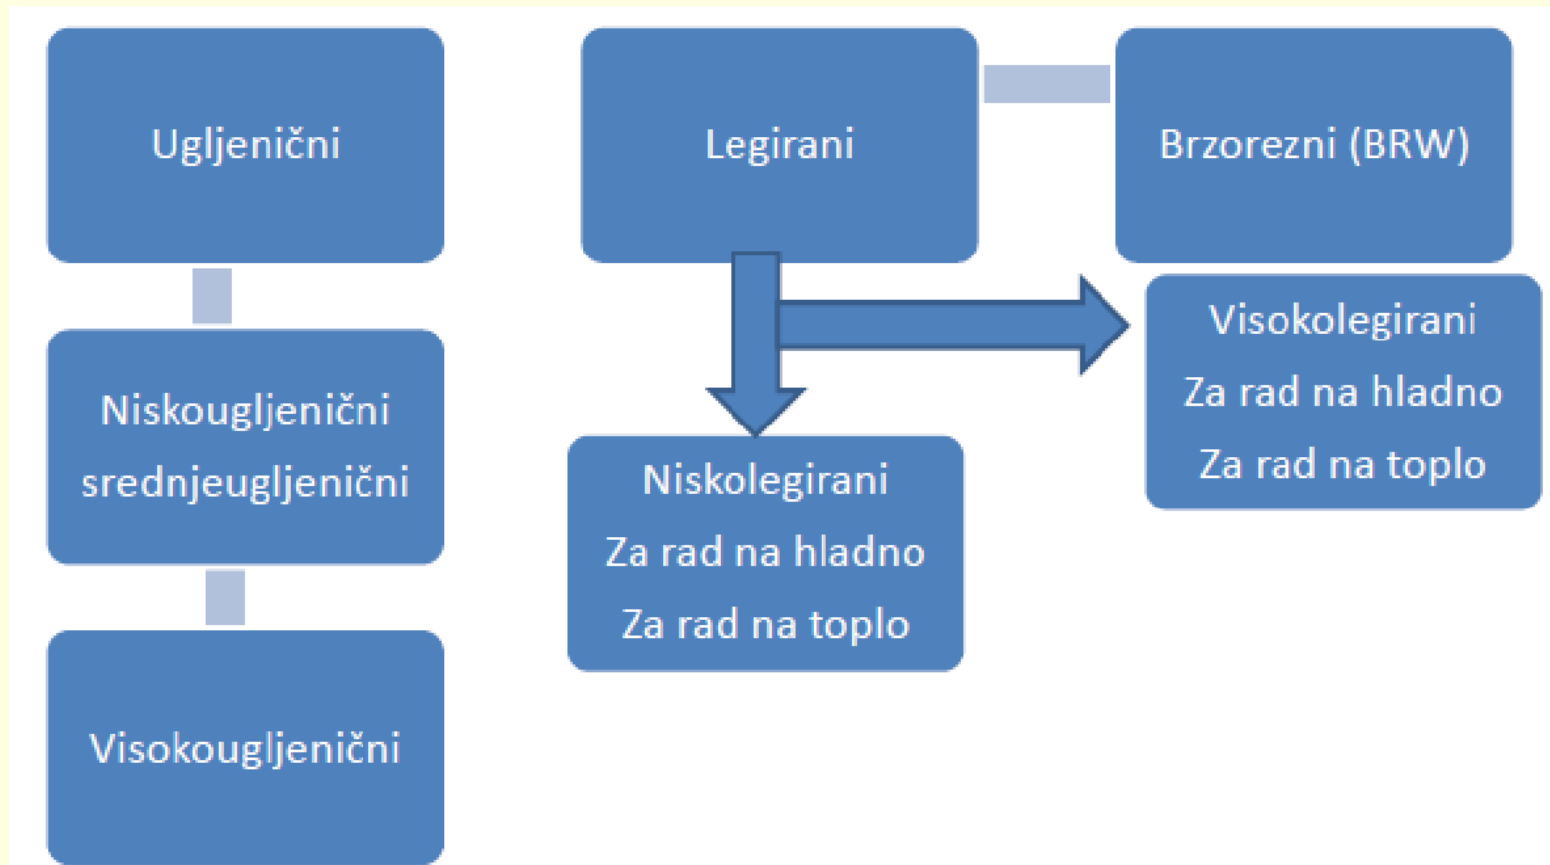 Ugljenični
Niskougljenični
srednjeugljenični
Visokougljenični
Legirani
Niskolegirani
Za rad na hladno
Za rad na toplo
Brzorezni (BRW)
Visokolegirani
Za rad na hladno
Za rad na toplo